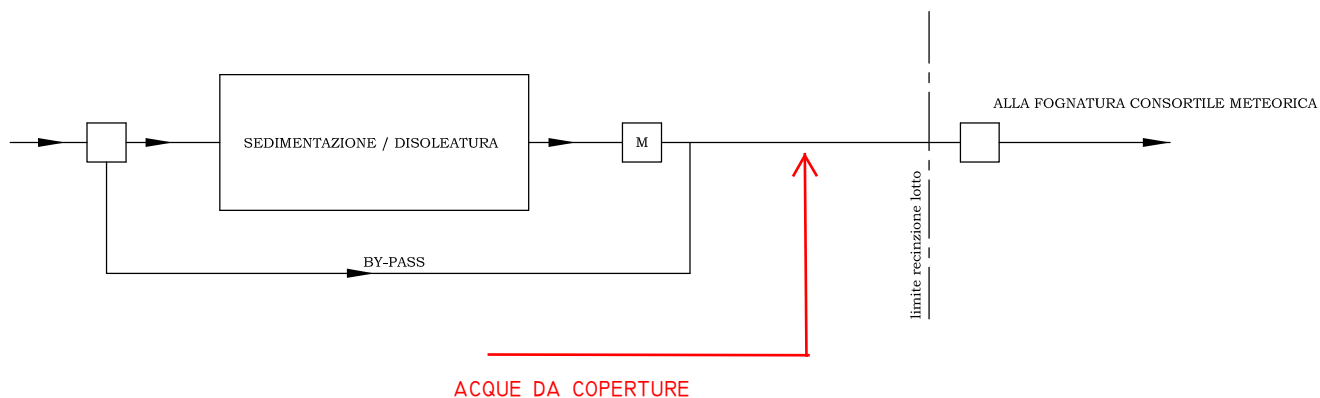 ALLA FOGNATURA CONSORTILE METEORICA
SEDIMENTAZIONE / DISOLEATURA
M
limite recinzione lotto
BY-PASS
ACQUE DA COPERTURE